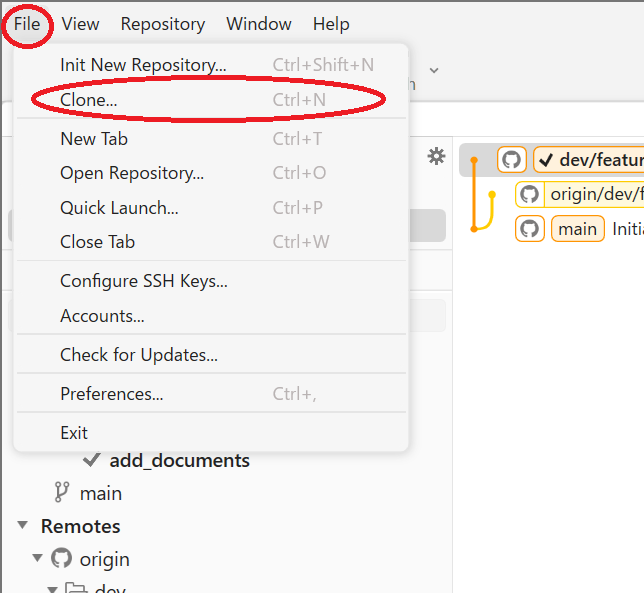 File View Repository Window Help
Init New Repository... Ctrl+Shift+N
Clone... Ctrl+N
New Tab Ctrl+T
Open Repository... Ctrl+O
Quick Launch... Ctrl+P
Close Tab Ctrl+W
Configure SSH Keys...
Accounts...
Check for Updates...
Preferences... Ctrl+,
Exit
add_documents
main
Remotes
origin
dev
dev/featur
origin/dev/f
main Initi